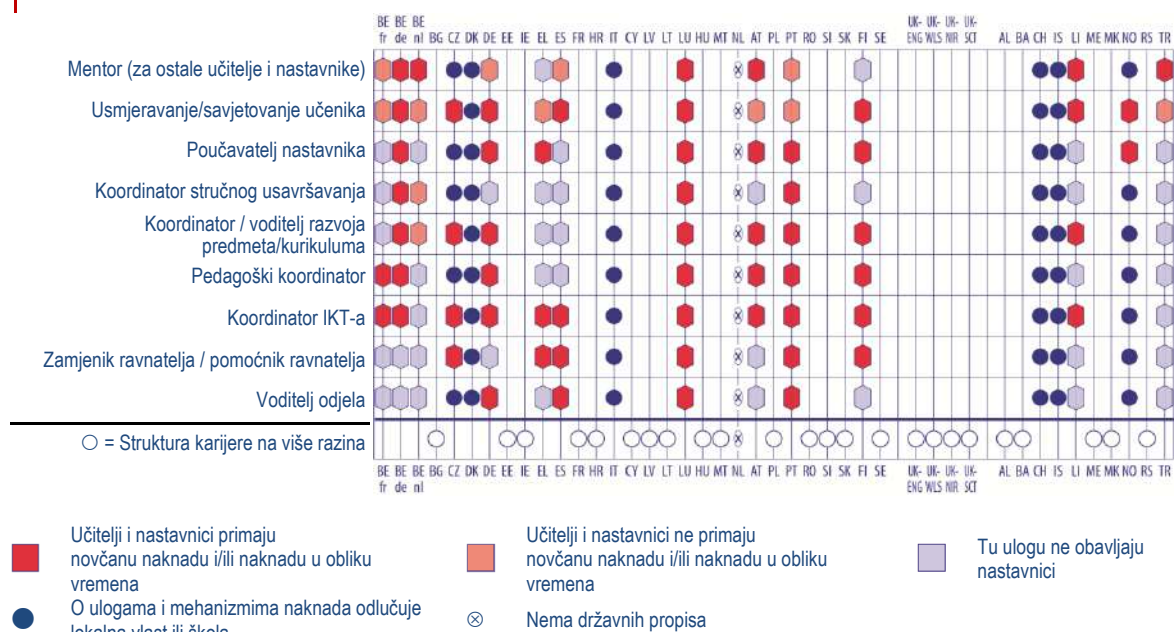 BE BE BE UK- UK- UK- UK-
fr de nl BG CZ DK DE EE IE EL ES FR HR IT CY LV LT LU HU MT NL AT PL PT RO SI SK FI SE ENG WLS NIR SCT AL BA CH IS LI ME MK NO RS TR
Mentor (za ostale učitelje i nastavnike)
Usmjeravanje/savjetovanje učenika
Poučavatelj nastavnika
Koordinator stručnog usavršavanja
Koordinator / voditelj razvoja
predmeta/kurikuluma
Pedagoški koordinator
Koordinator IKT-a
Zamjenik ravnatelja / pomoćnik ravnatelja
Voditelj odjela
○ = Struktura karijere na više razina
BE BE BE BG CZ DK DE EE IE EL ES FR HR IT CY LV LT LU HU MT NL AT PL PT RO SI SK FI SE UK- UK- UK- UK- AL BA CH IS LI ME MK NO RS TR
fr de nl ENG WLS NIR SCT
Učitelji i nastavnici primaju
novčanu naknadu i/ili naknadu u obliku
vremena
Učitelji i nastavnici ne primaju
novčanu naknadu i/ili naknadu u obliku
vremena
Tu ulogu ne obavljaju
nastavnici
O ulogama i mehanizmima naknada odlučuje
lokalna vlast ili škola
Nema državnih propisa